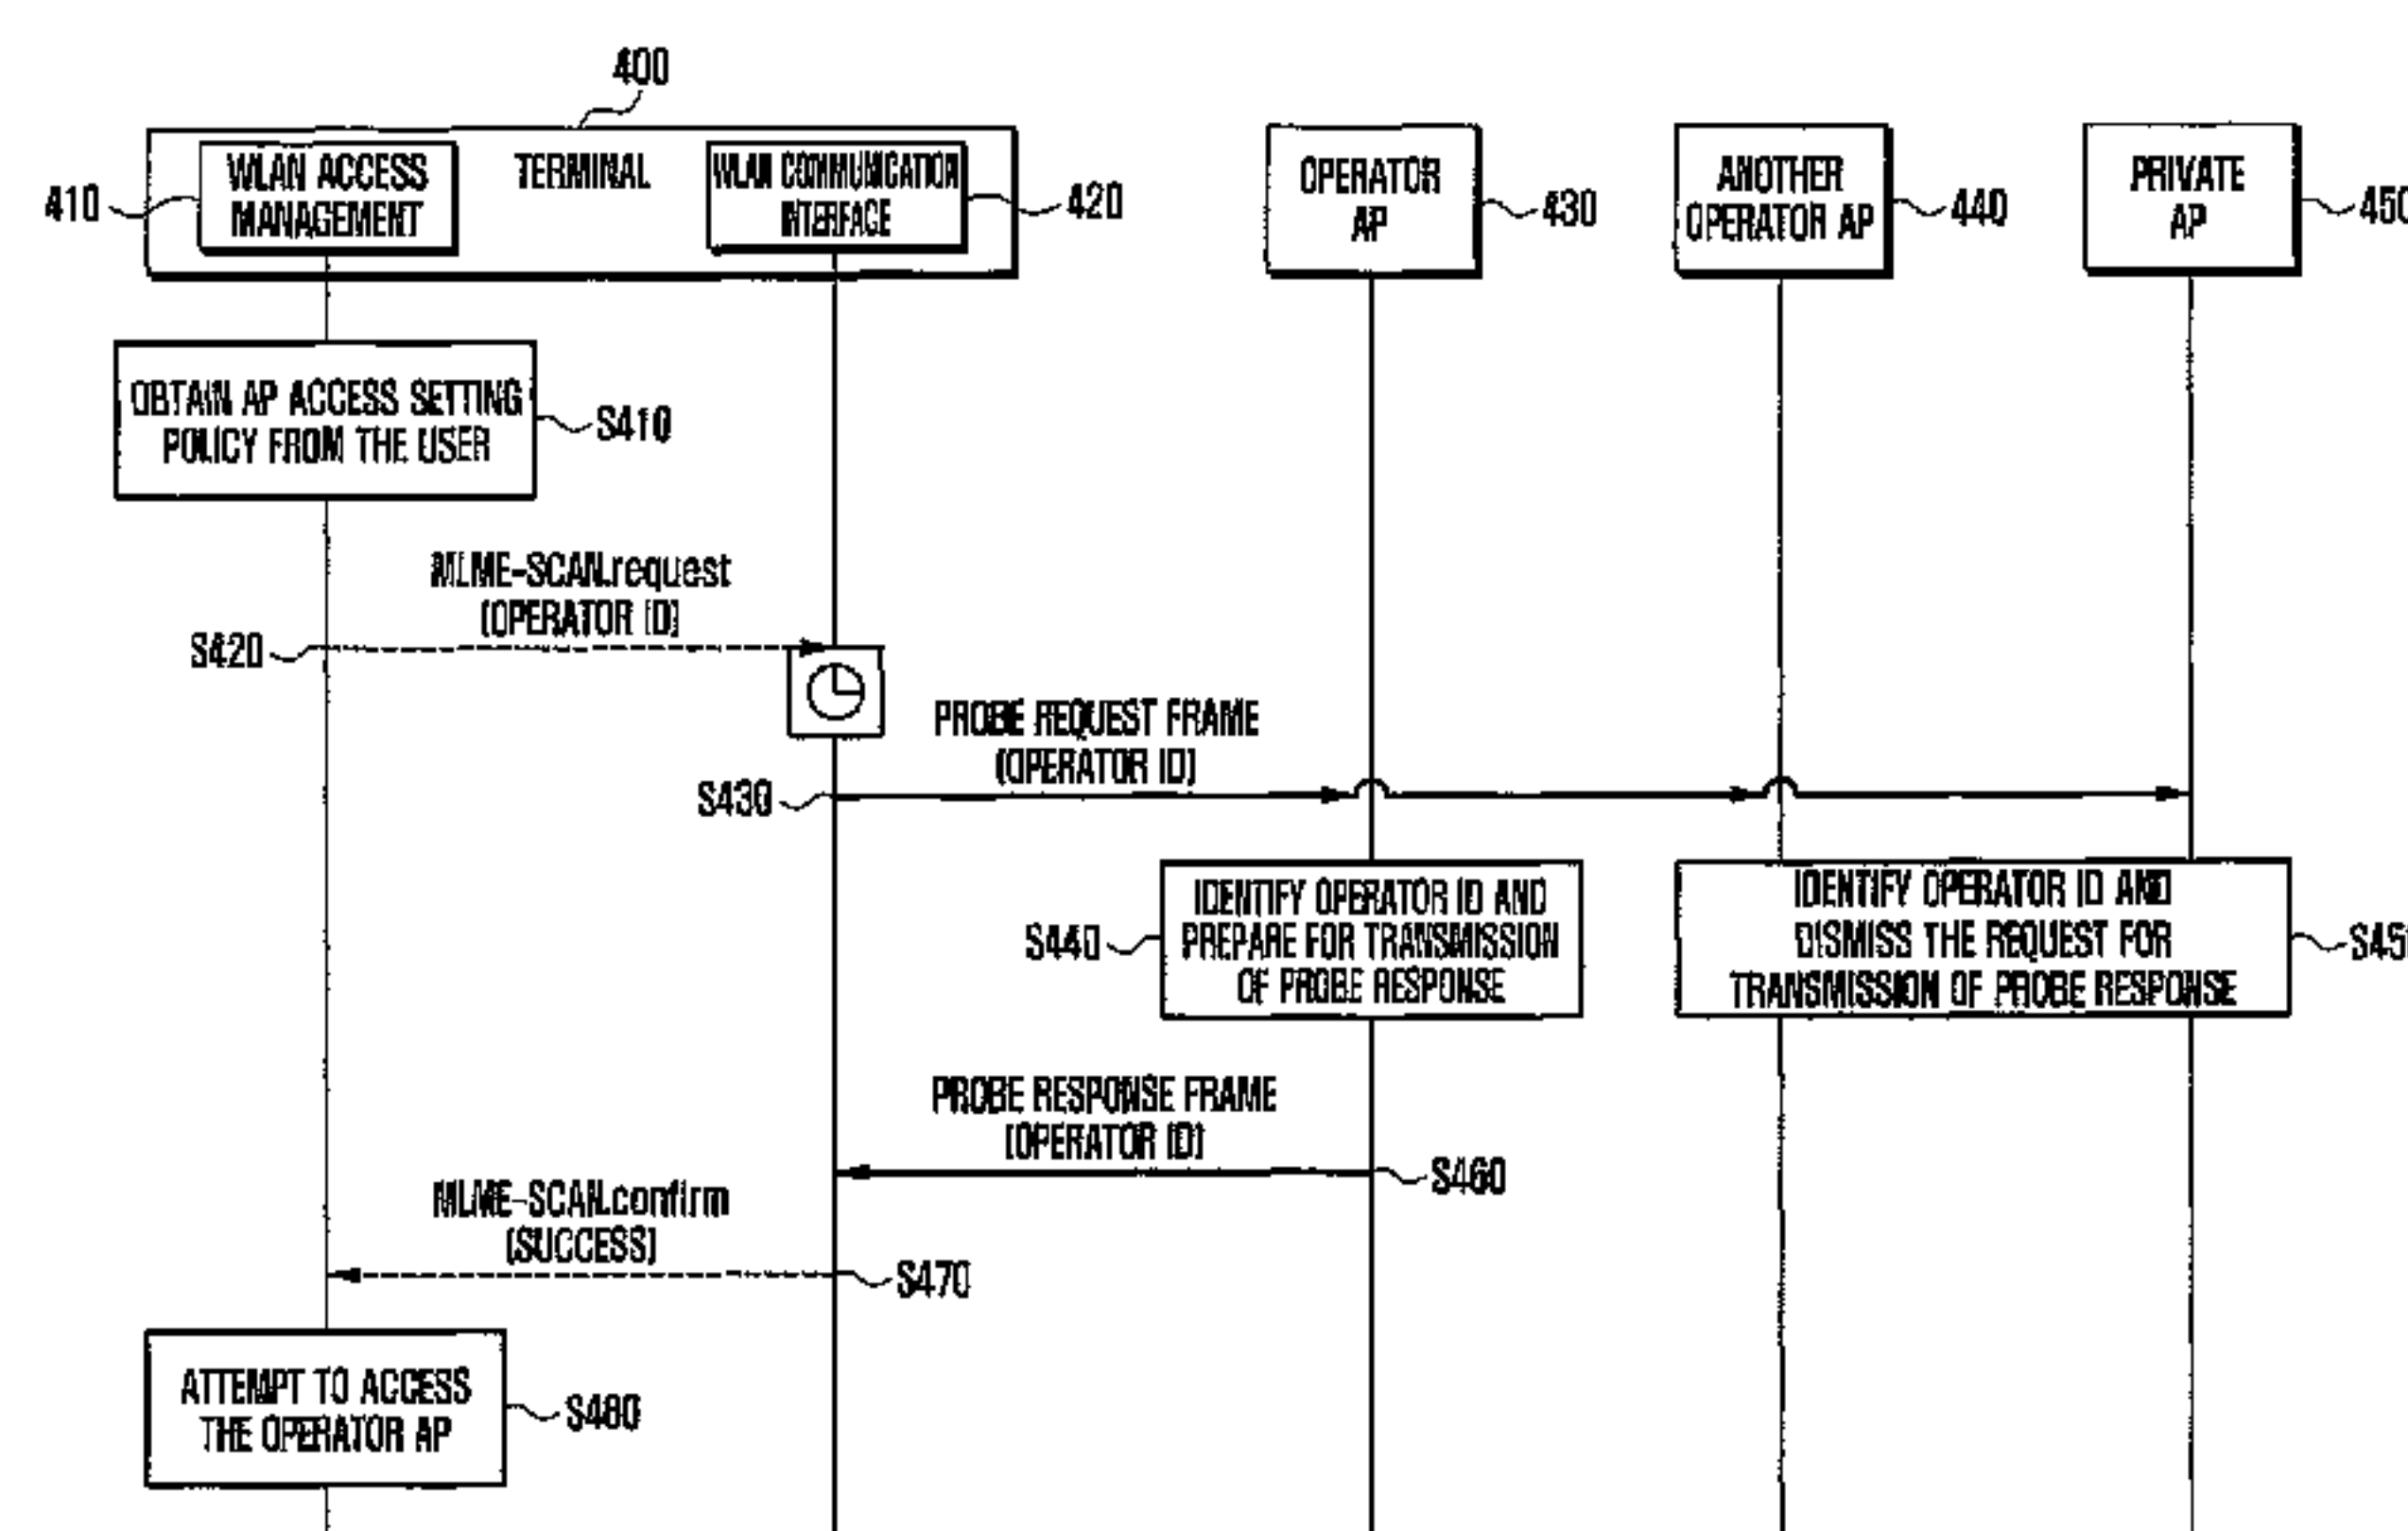 400
WLAN ACCESS
MANAGEMENT
TERMINAL
WLAN COMMUNICATION
INTERFACE
410
420
OPERATOR
AP
430
ANOTHER
OPERATOR AP
440
PRIVATE
AP
450
OBTAIN AP ACCESS SETTING
POLICY FROM THE USER
S410
MLME-SCAN.request
(OPERATOR ID)
S420
PROBE REQUEST FRAME
(OPERATOR ID)
S430
IDENTIFY OPERATOR ID AND
PREPARE FOR TRANSMISSION
OF PROBE RESPONSE
S440
IDENTIFY OPERATOR ID AND
DISMISS THE REQUEST FOR
TRANSMISSION OF PROBE RESPONSE
PROBE RESPONSE FRAME
(OPERATOR ID)
S460
MLME-SCAN.confirm
(SUCCESS)
S470
ATTEMPT TO ACCESS
THE OPERATOR AP
S480